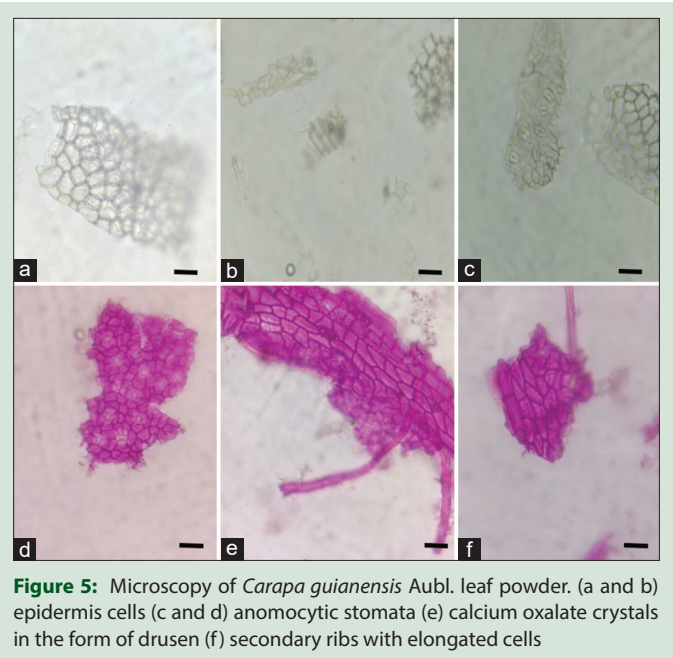 a
b
c
d
e
f
Figure 5: Microscopy of Carapa guianensis Aubl. leaf powder. (a and b)
epidermis cells (c and d) anomocytic stomata (e) calcium oxalate crystals
in the form of drusen (f) secondary ribs with elongated cells